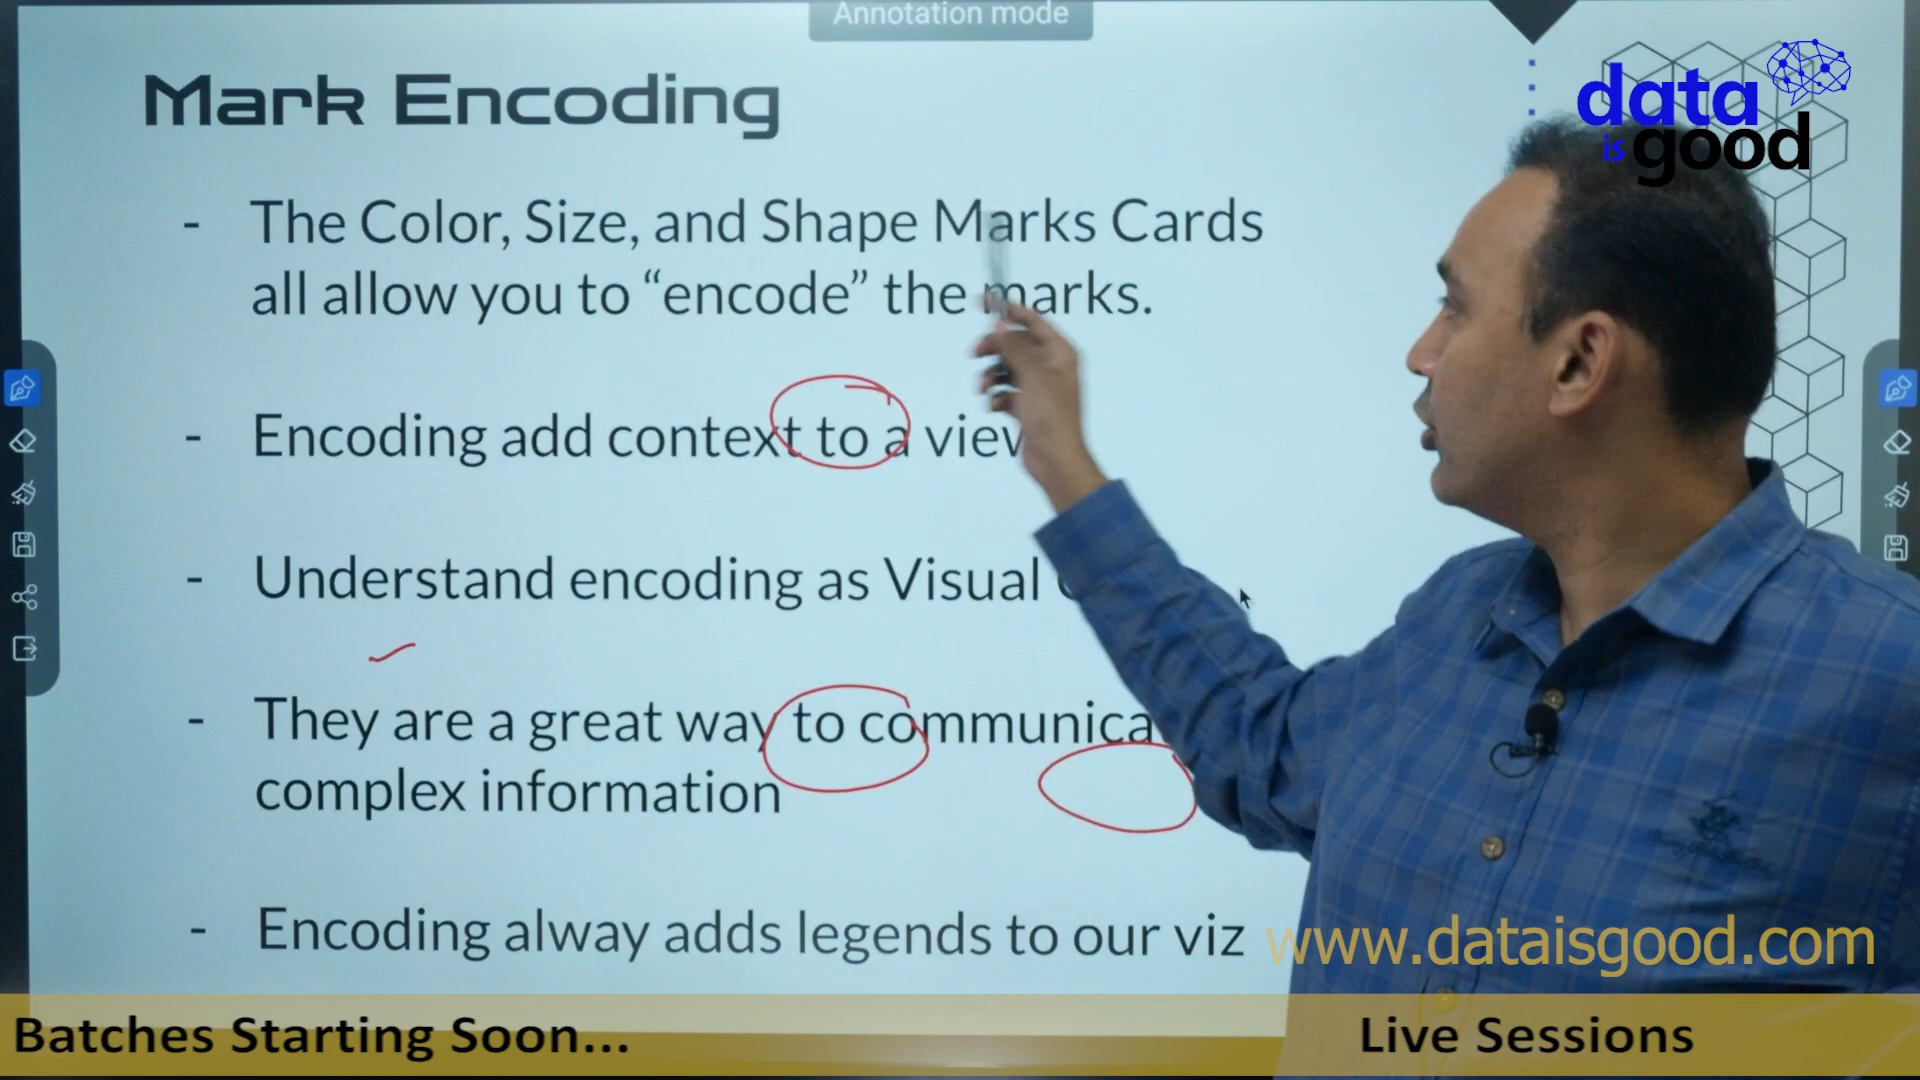 Annotation mode
data
is good
Mark Encoding
- The Color, Size, and Shape Marks Cards
all allow you to “encode” the marks.
- Encoding add context to a view
- Understand encoding as Visual
- They are a great way to
complex information
- Encoding alway adds legends to our viz
www.dataisgood.com
Batches Starting Soon...
Live Sessions